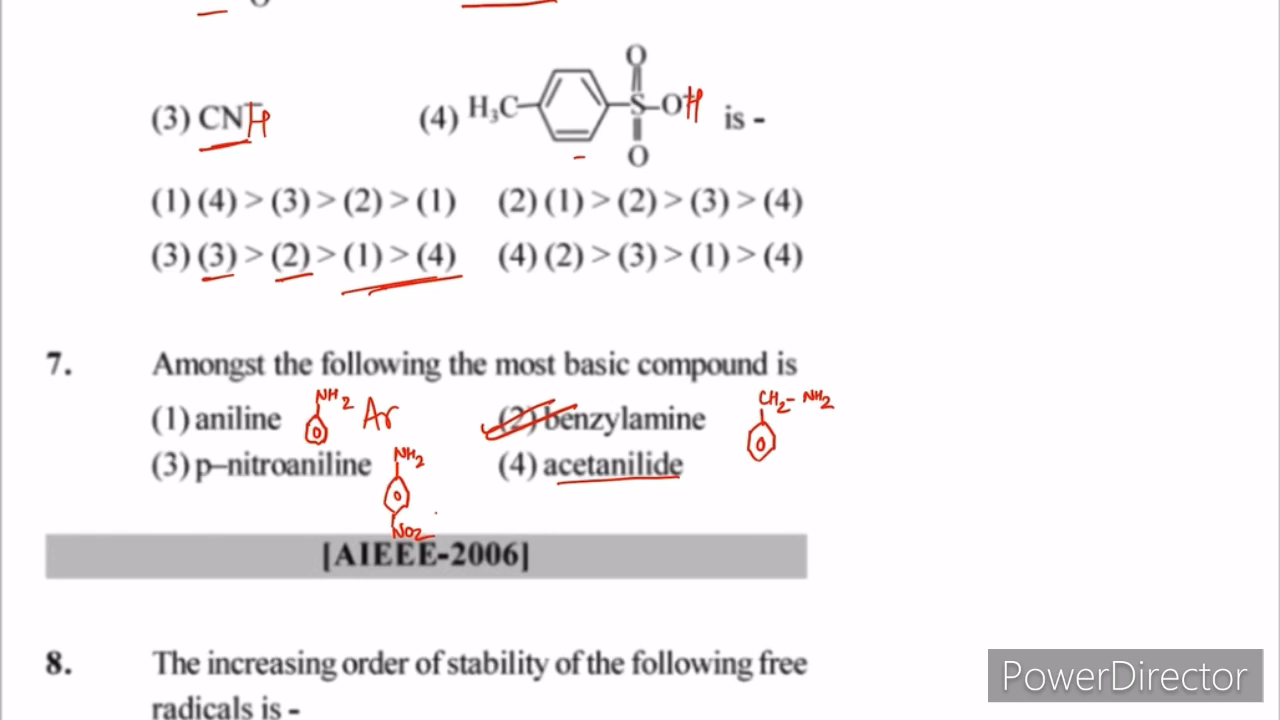 (3) CN H (4) H₃C S OH is -
O
O
(1) (4) > (3) > (2) > (1) (2) (1) > (2) > (3) > (4)
(3) (3) > (2) > (1) > (4) (4) (2) > (3) > (1) > (4)
7. Amongst the following the most basic compound is
NH2 CH2- NH2
(1) aniline Ar (2) benzylamine
(3) p–nitroaniline NH2 (4) acetanilide
NO2
[AIEEE-2006]
8. The increasing order of stability of the following free
radicals is -
PowerDirector